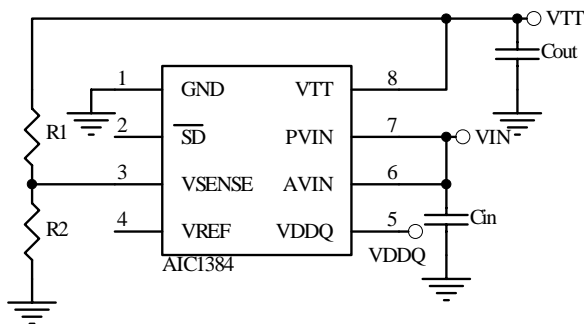 VTT
Cout
1 GND VTT 8
R1
2 SD PVIN 7 VIN
3 VSENSE AVIN 6
R2
4 VREF VDDQ 5
Cin
VDDQ
AIC1384